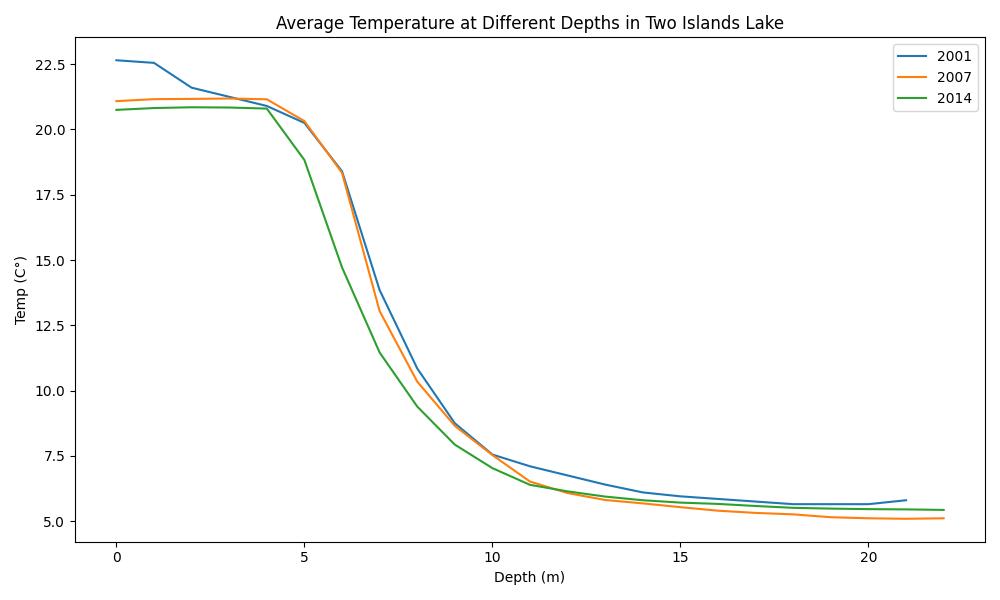 Average Temperature at Different Depths in Two Islands Lake
2001
2007
2014
22.5
20.0
17.5
15.0
12.5
10.0
7.5
5.0
Temp (C°)
0 5 10 15 20
Depth (m)